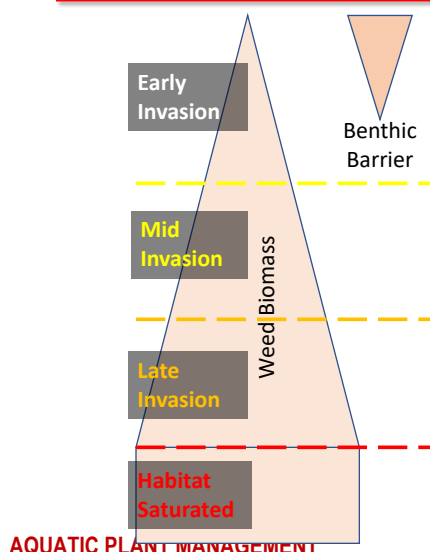 Early
Invasion
Benthic
Barrier
Mid
Invasion
Weed Biomass
Late
Invasion
Habitat
Saturated
AQUATIC PLANT MANAGEMENT